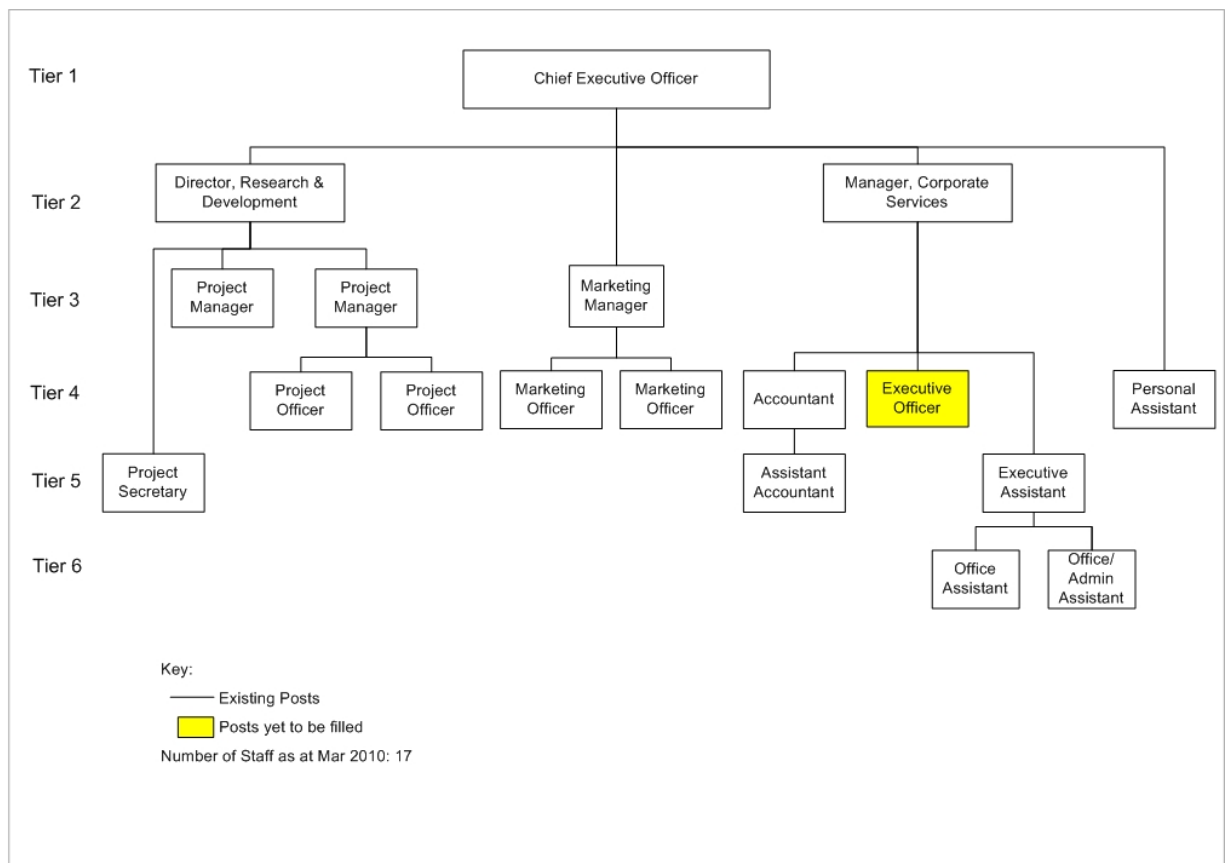 Tier 1
Chief Executive Officer
Tier 2
Director, Research &
Development
Manager, Corporate
Services
Tier 3
Project
Manager
Project
Manager
Marketing
Manager
Tier 4
Project
Officer
Project
Officer
Marketing
Officer
Marketing
Officer
Accountant
Executive
Officer
Personal
Assistant
Tier 5
Project
Secretary
Assistant
Accountant
Executive
Assistant
Tier 6
Office
Assistant
Office/
Admin
Assistant
Key:
Existing Posts
Posts yet to be filled
Number of Staff as at Mar 2010: 17